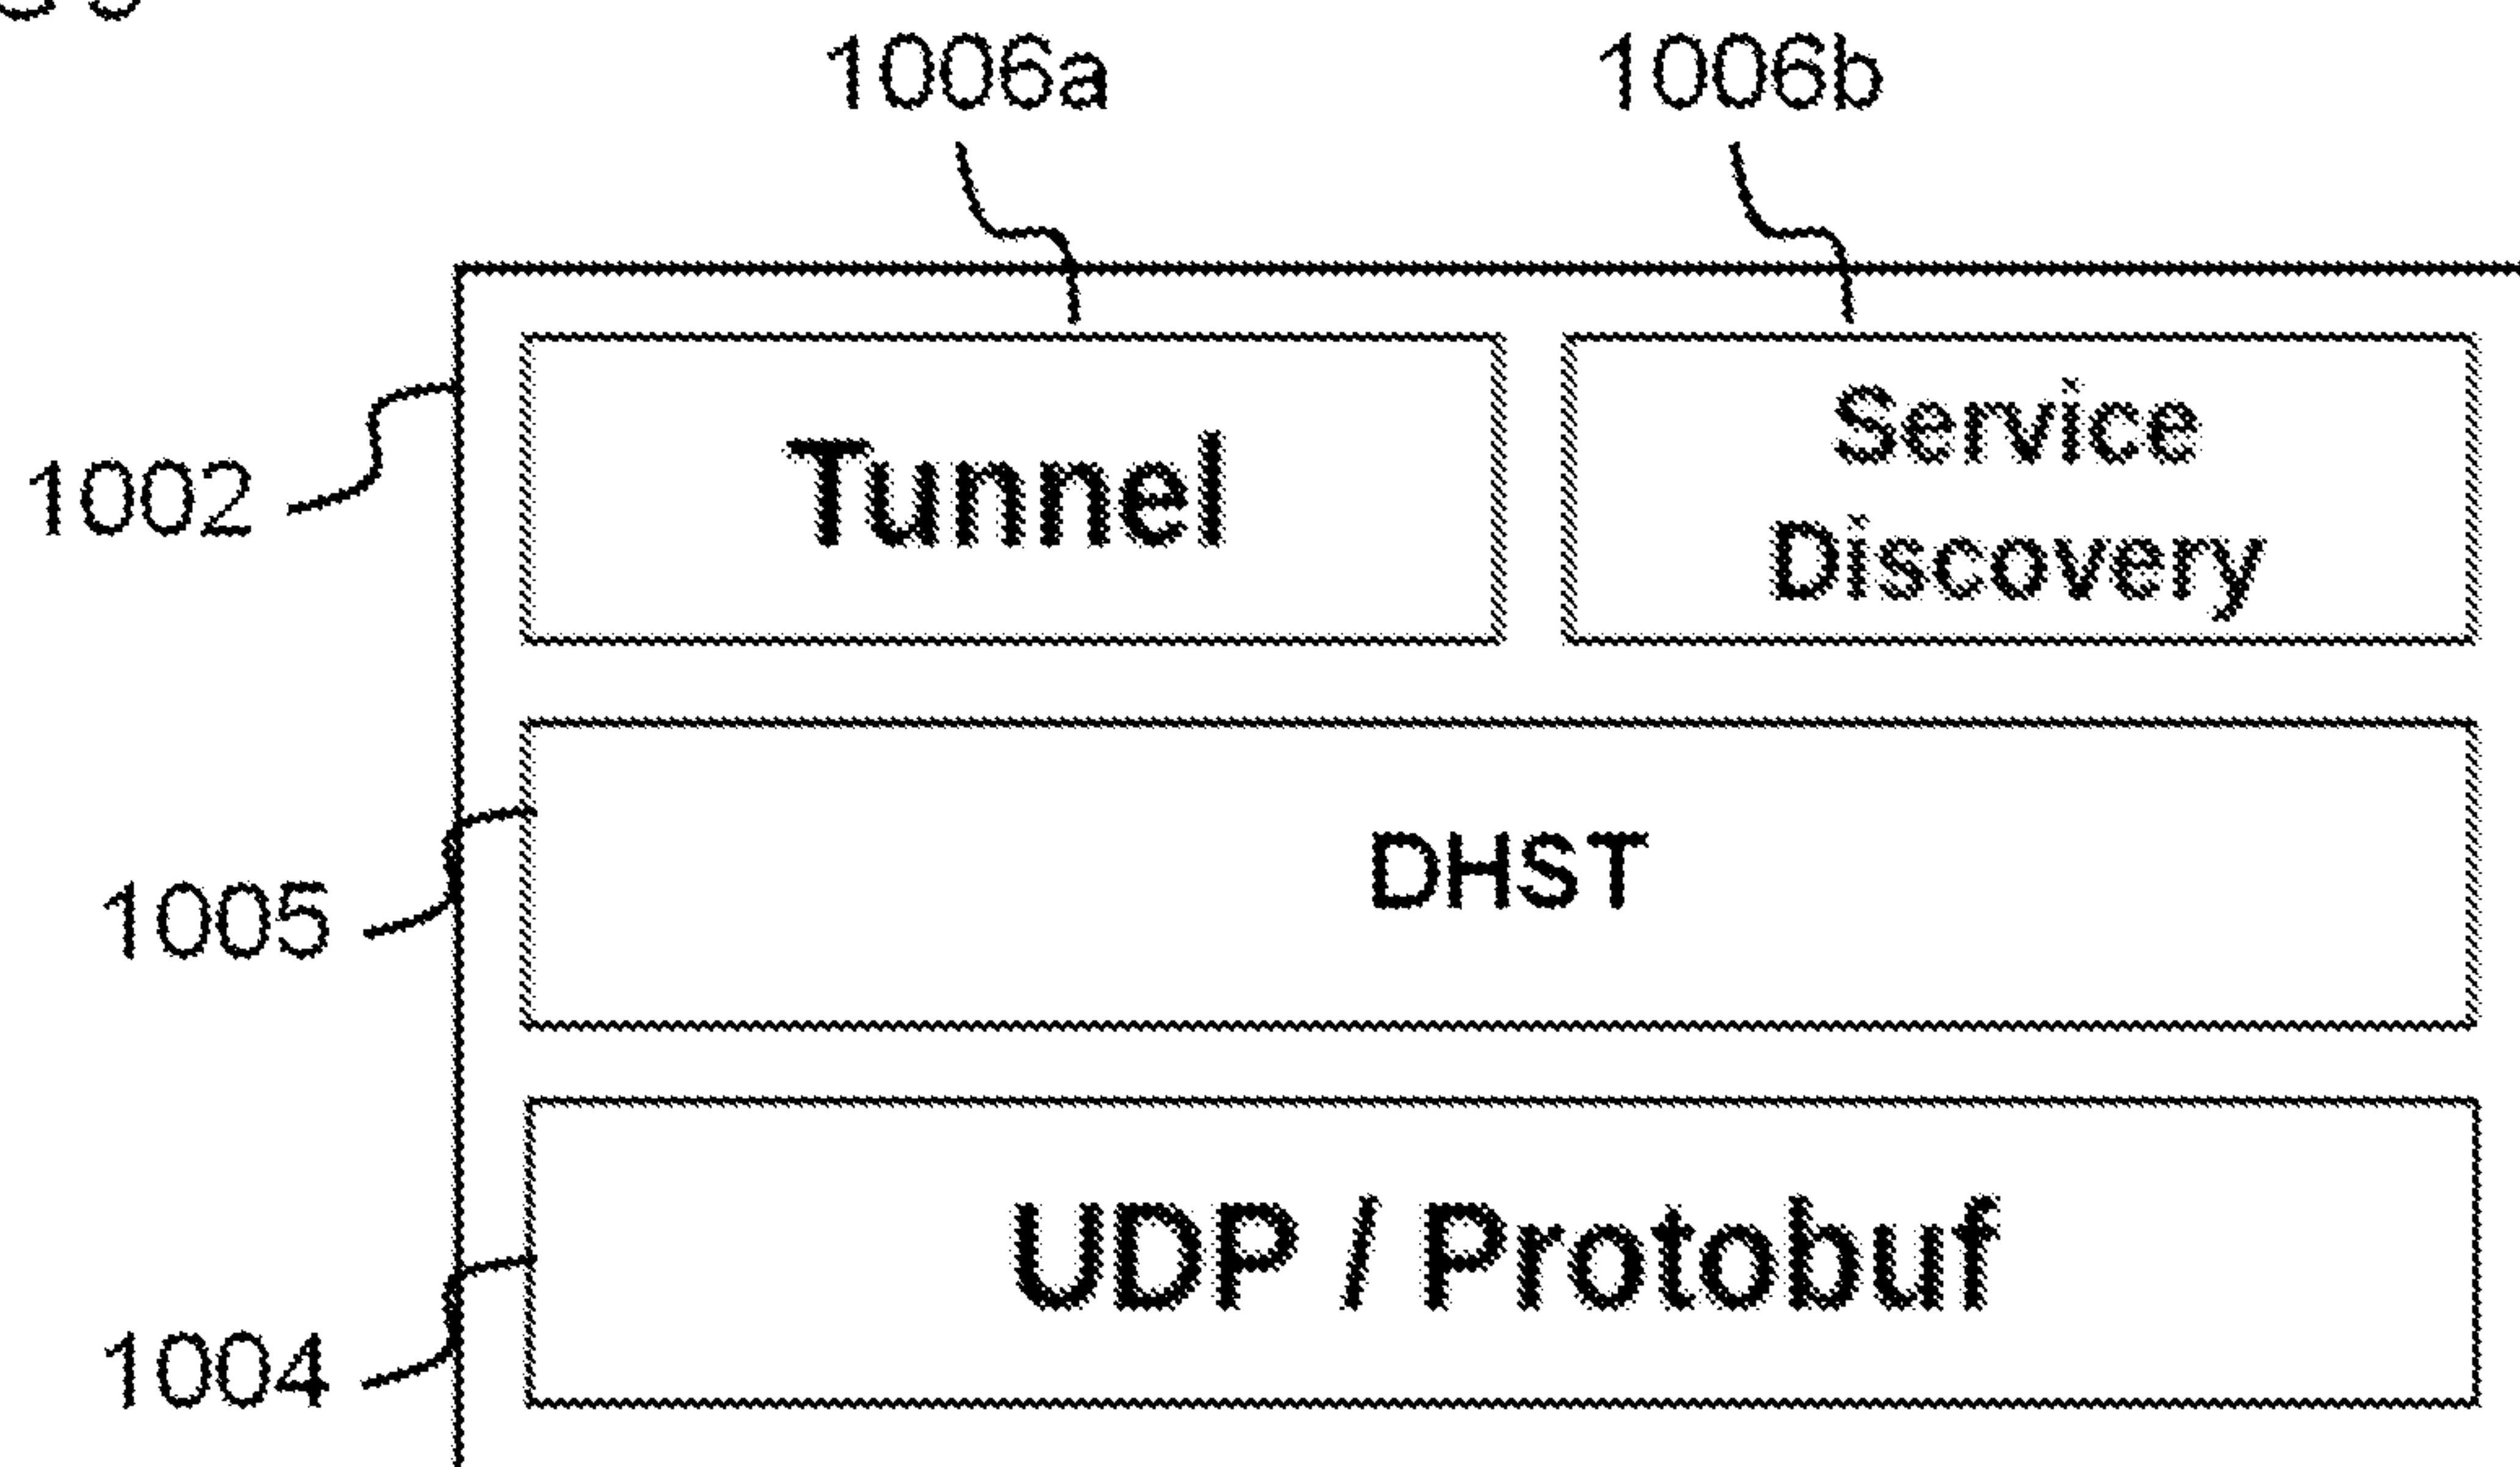 1006a 1006b
Tunnel
Service
Discovery
1002
DHST
1005
UDP / Protobuf
1004